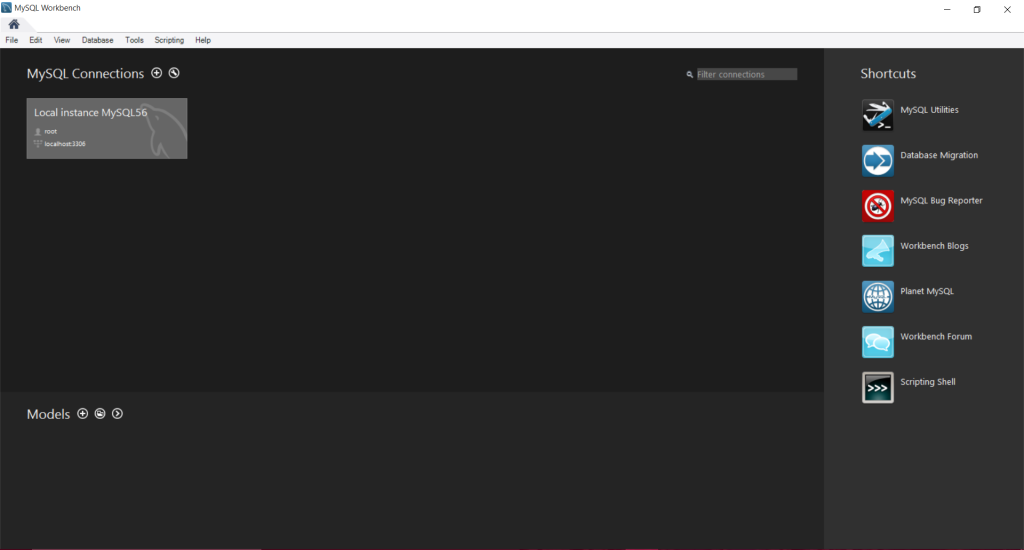 MySQL Workbench
File Edit View Database Tools Scripting Help
MySQL Connections
Filter connections
Local instance MySQL56
root
localhost:3306
Models
Shortcuts
MySQL Utilities
Database Migration
MySQL Bug Reporter
Workbench Blogs
Planet MySQL
Workbench Forum
>>>
Scripting Shell